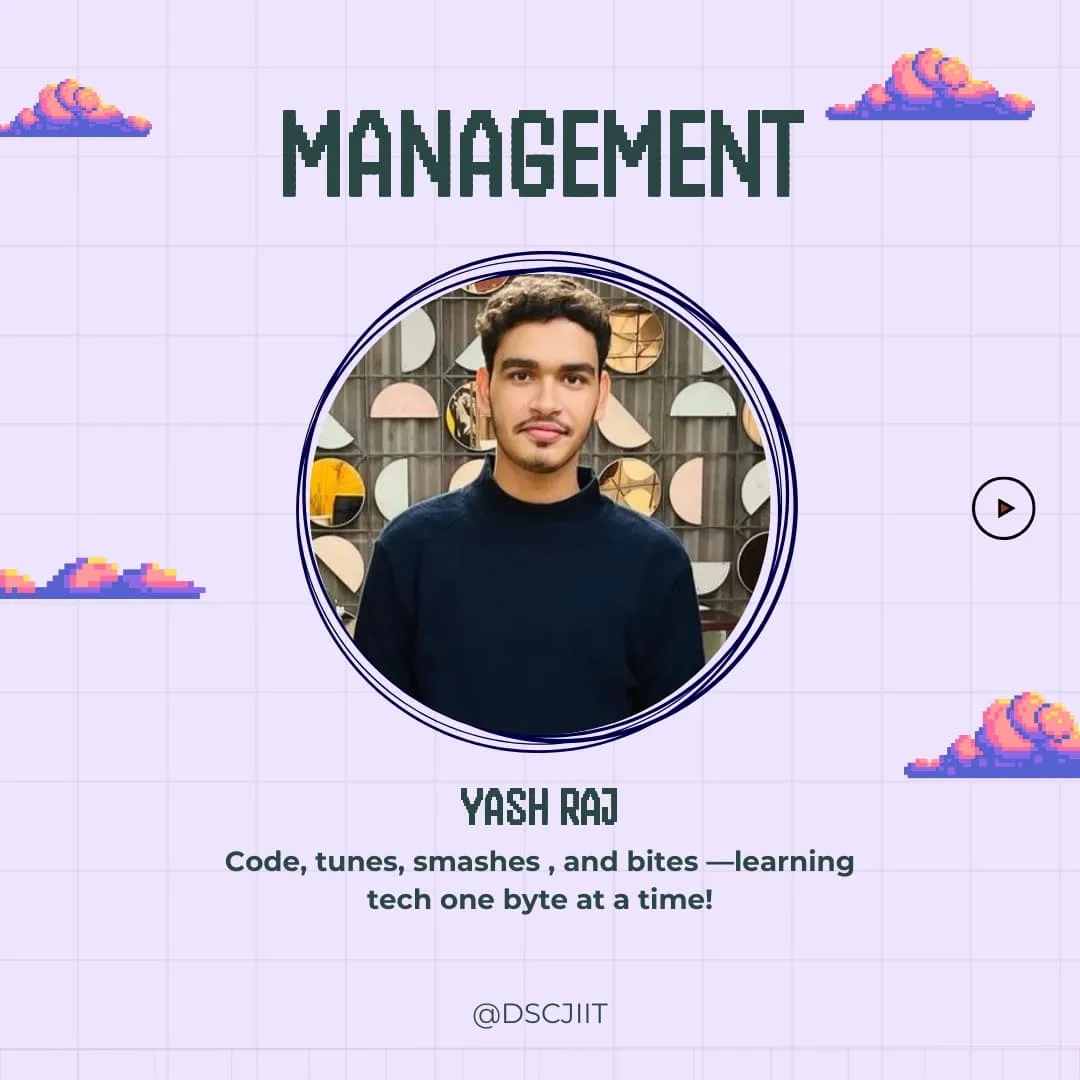 MANAGEMENT
YASH RAJ
Code, tunes, smashes , and bites —learning
tech one byte at a time!
@DSCJIIT